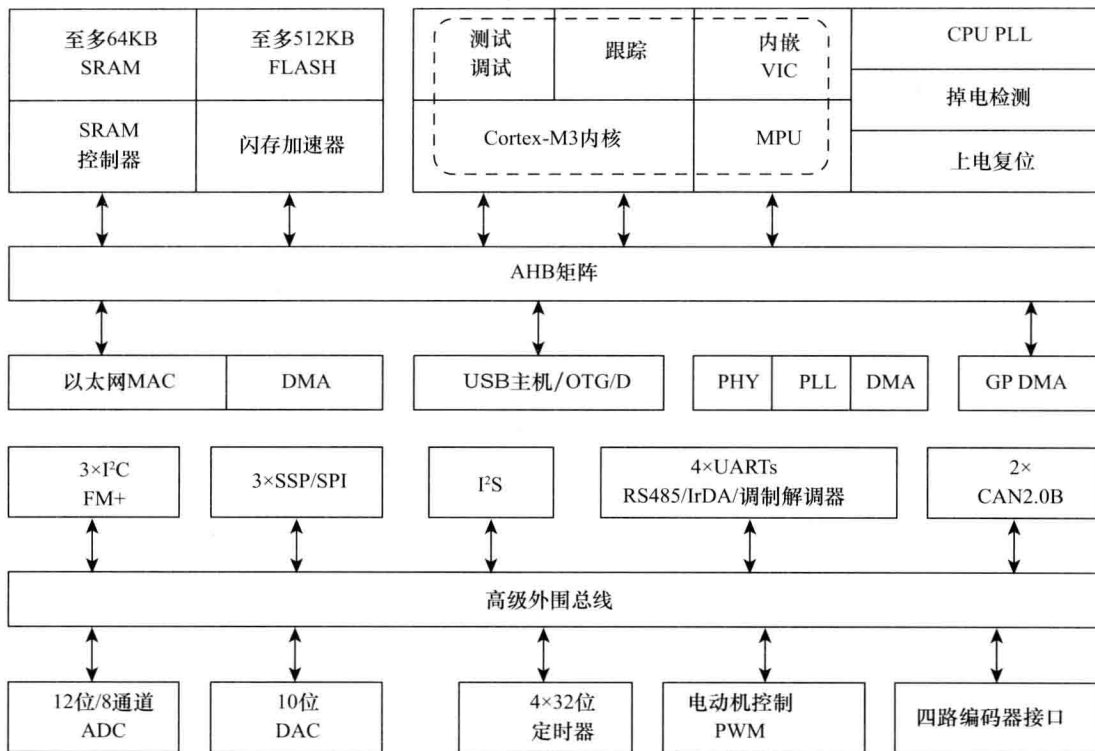 至多64KB
SRAM
至多512KB
FLASH
测试
调试
跟踪
内嵌
VIC
CPU PLL
掉电检测
上电复位
SRAM
控制器
闪存加速器
Cortex-M3内核
MPU
AHB矩阵
以太网MAC
DMA
USB主机/OTG/D
PHY
PLL
DMA
GP DMA
3×I²C
FM+
3×SSP/SPI
I²S
4×UARTs
RS485/IrDA/调制解调器
2×
CAN2.0B
高级外围总线
12位/8通道
ADC
10位
DAC
4×32位
定时器
电动机控制
PWM
四路编码器接口